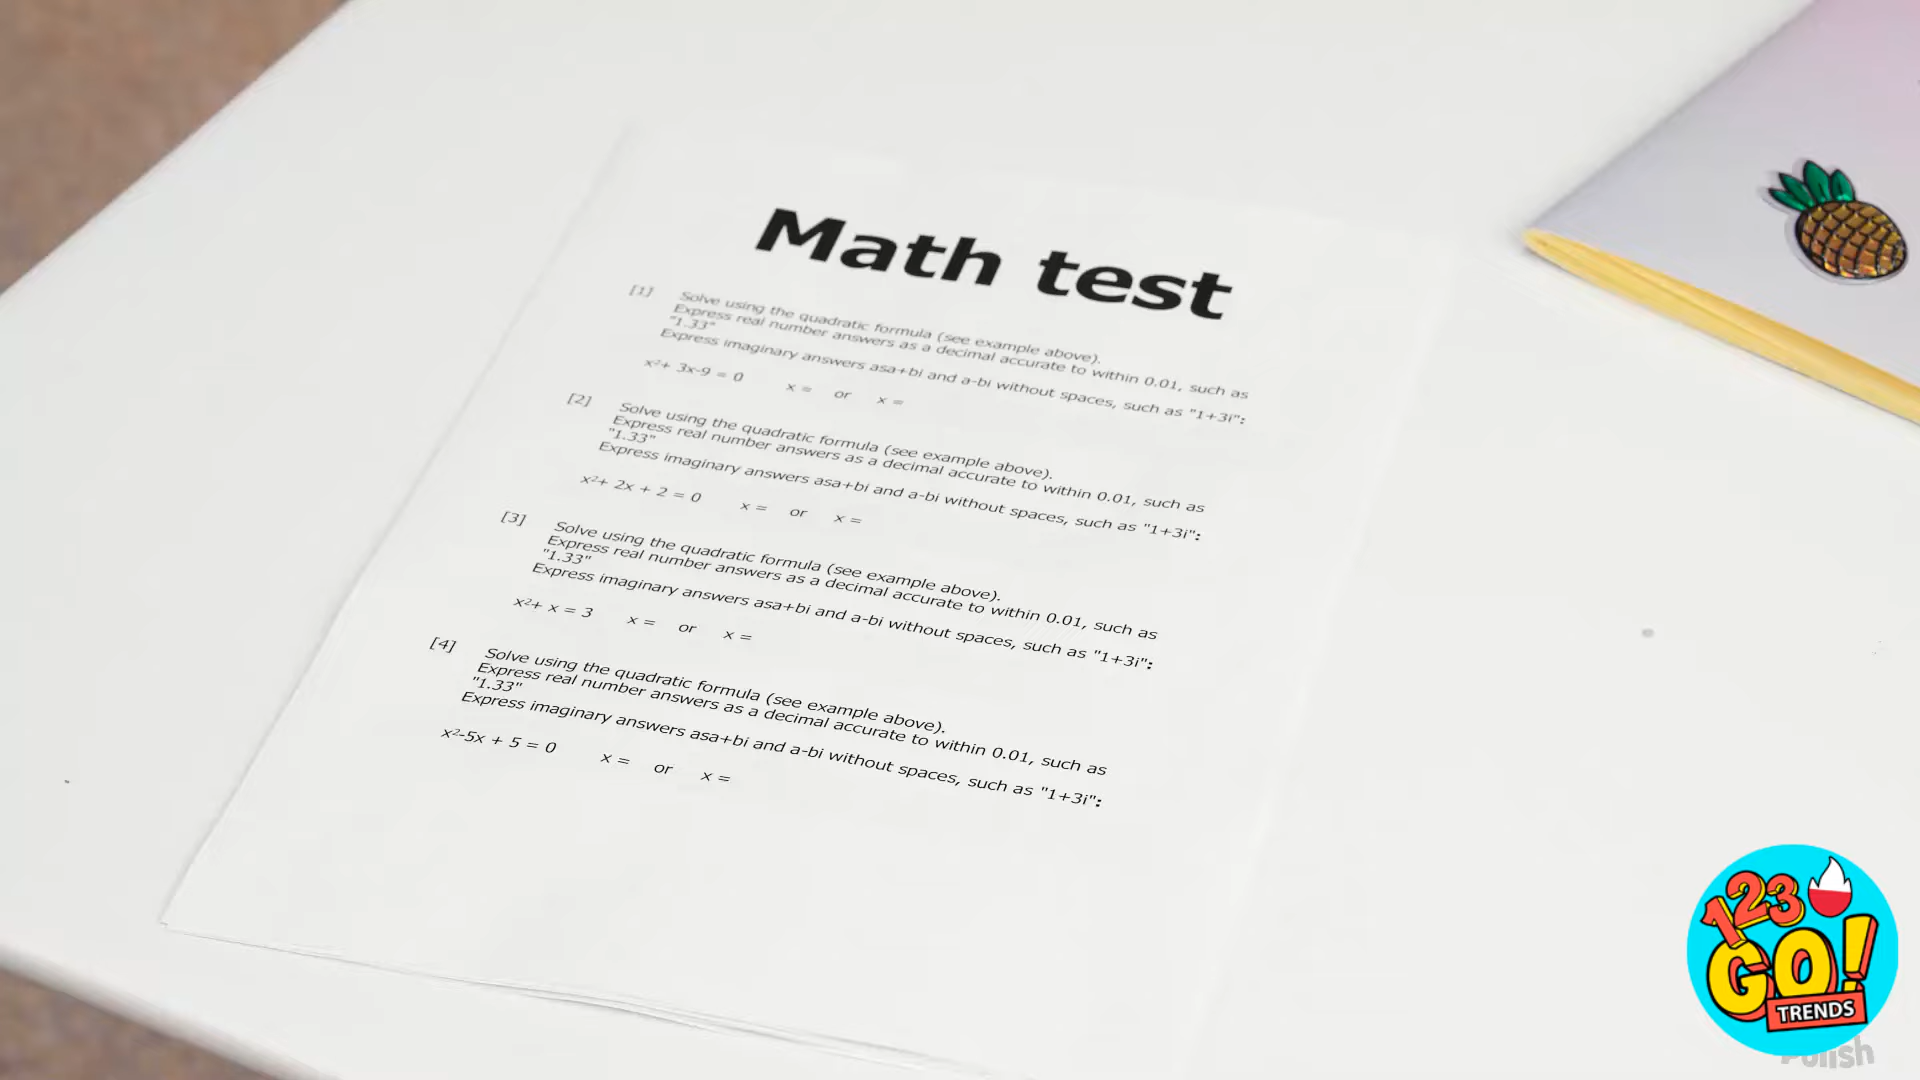 Math test
[1] Solve using the quadratic formula (see example above).
Express real number answers as a decimal accurate to within 0.01, such as
"1.33"
Express imaginary answers asa+bi and a-bi without spaces, such as "1+3i":
x²+ 3x-9 = 0 x = or x =
[2] Solve using the quadratic formula (see example above).
Express real number answers as a decimal accurate to within 0.01, such as
"1.33"
Express imaginary answers asa+bi and a-bi without spaces, such as "1+3i":
x²+ 2x + 2 = 0 x = or x =
[3] Solve using the quadratic formula (see example above).
Express real number answers as a decimal accurate to within 0.01, such as
"1.33"
Express imaginary answers asa+bi and a-bi without spaces, such as "1+3i":
x²+ x = 3 x = or x =
[4] Solve using the quadratic formula (see example above).
Express real number answers as a decimal accurate to within 0.01, such as
"1.33"
Express imaginary answers asa+bi and a-bi without spaces, such as "1+3i":
x²-5x + 5 = 0 x = or x =
123
GO!
TRENDS
Polish